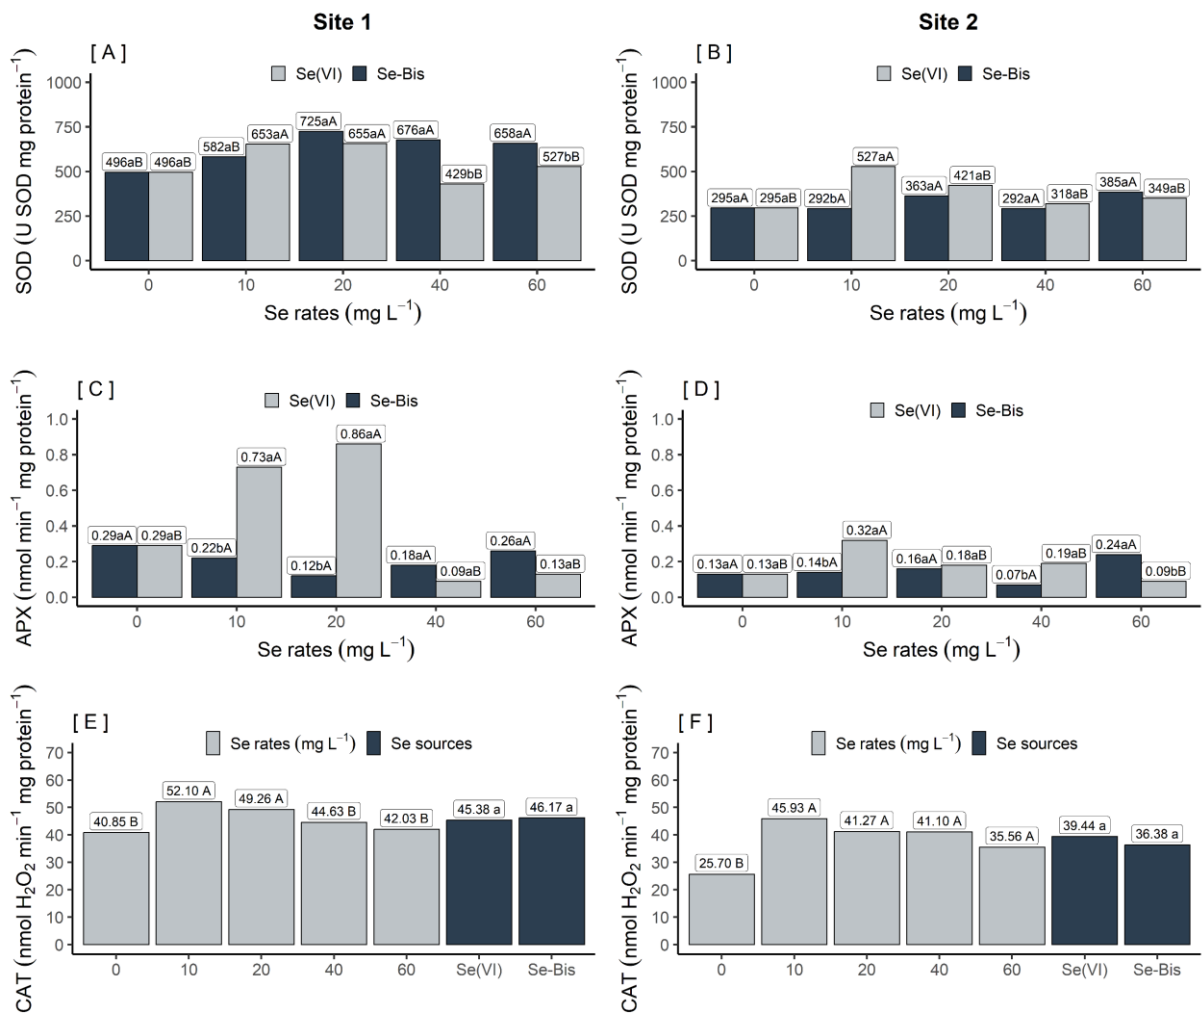 Site 1
Site 2
[ A ]
Se(VI) Se-Bis
SOD (U SOD mg protein⁻¹)
1000
750
500
250
0
496aB 496aB 582aB 653aA 725aA 655aA 676aA 429bB 658aA 527bB
0 10 20 40 60
Se rates (mg L⁻¹)
[ B ]
Se-Bis Se(VI)
SOD (U SOD mg protein⁻¹)
1000
750
500
250
0
295aA 295aB 292bA 527aA 363aA 421aB 292aA 318aB 385aA 349aB
0 10 20 40 60
Se rates (mg L⁻¹)
[ C ]
Se(VI) Se-Bis
APX (nmol min⁻¹ mg protein⁻¹)
1.0
0.8
0.6
0.4
0.2
0.0
0.29aA 0.29aB 0.22bA 0.73aA 0.12bA 0.86aA 0.18aA 0.09aB 0.26aA 0.13aB
0 10 20 40 60
Se rates (mg L⁻¹)
[ D ]
Se(VI) Se-Bis
APX (nmol min⁻¹ mg protein⁻¹)
1.0
0.8
0.6
0.4
0.2
0.0
0.13aA 0.13aB 0.14bA 0.32aA 0.16aA 0.18aB 0.07bA 0.19aB 0.24aA 0.09bB
0 10 20 40 60
Se rates (mg L⁻¹)
[ E ]
Se rates (mg L⁻¹) Se sources
CAT (nmol H₂O₂ min⁻¹ mg protein⁻¹)
70
60
50
40
30
20
10
0
40.85 B 52.10 A 49.26 A 44.63 B 42.03 B 45.38 a 46.17 a
0 10 20 40 60 Se(VI) Se-Bis
[ F ]
Se rates (mg L⁻¹) Se sources
CAT (nmol H₂O₂ min⁻¹ mg protein⁻¹)
70
60
50
40
30
20
10
0
25.70 B 45.93 A 41.27 A 41.10 A 35.56 A 39.44 a 36.38 a
0 10 20 40 60 Se(VI) Se-Bis